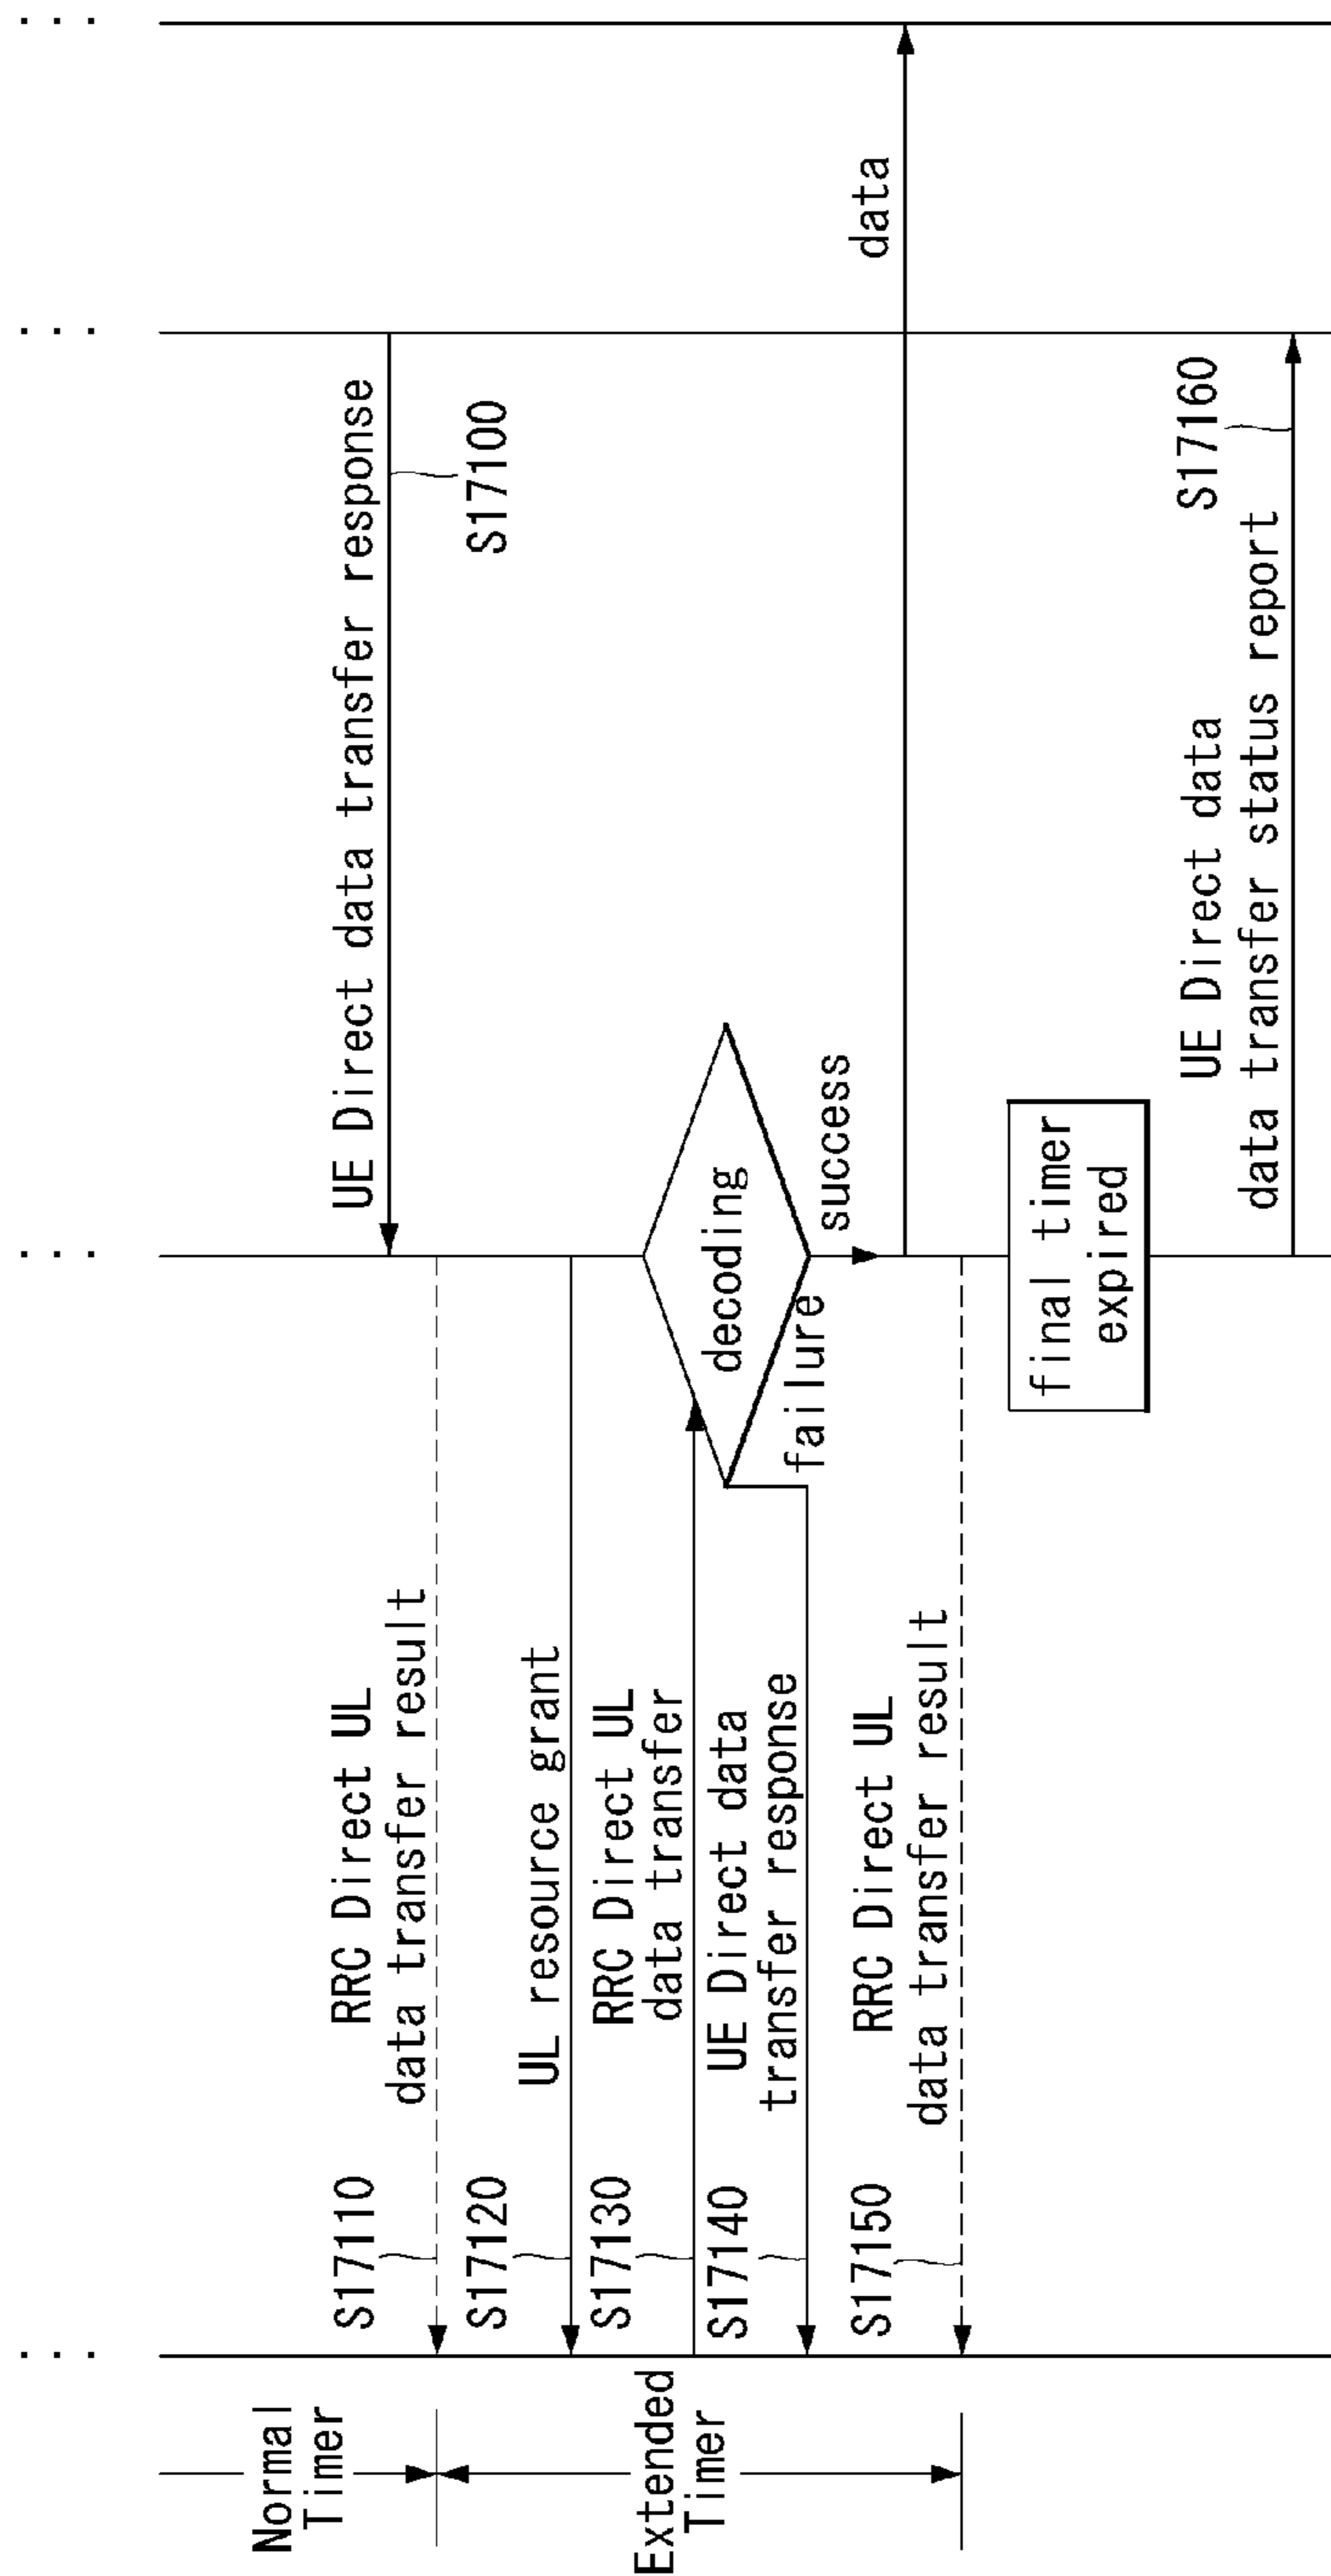 UE Direct data transfer response
S17100
Normal
Timer
S17110
RRC Direct UL
data transfer result
S17120
UL resource grant
Extended
Timer
S17130
RRC Direct UL
data transfer
decoding
S17140
UE Direct data
transfer response
failure
success
data
S17150
RRC Direct UL
data transfer result
final timer
expired
UE Direct data
data transfer status report
S17160